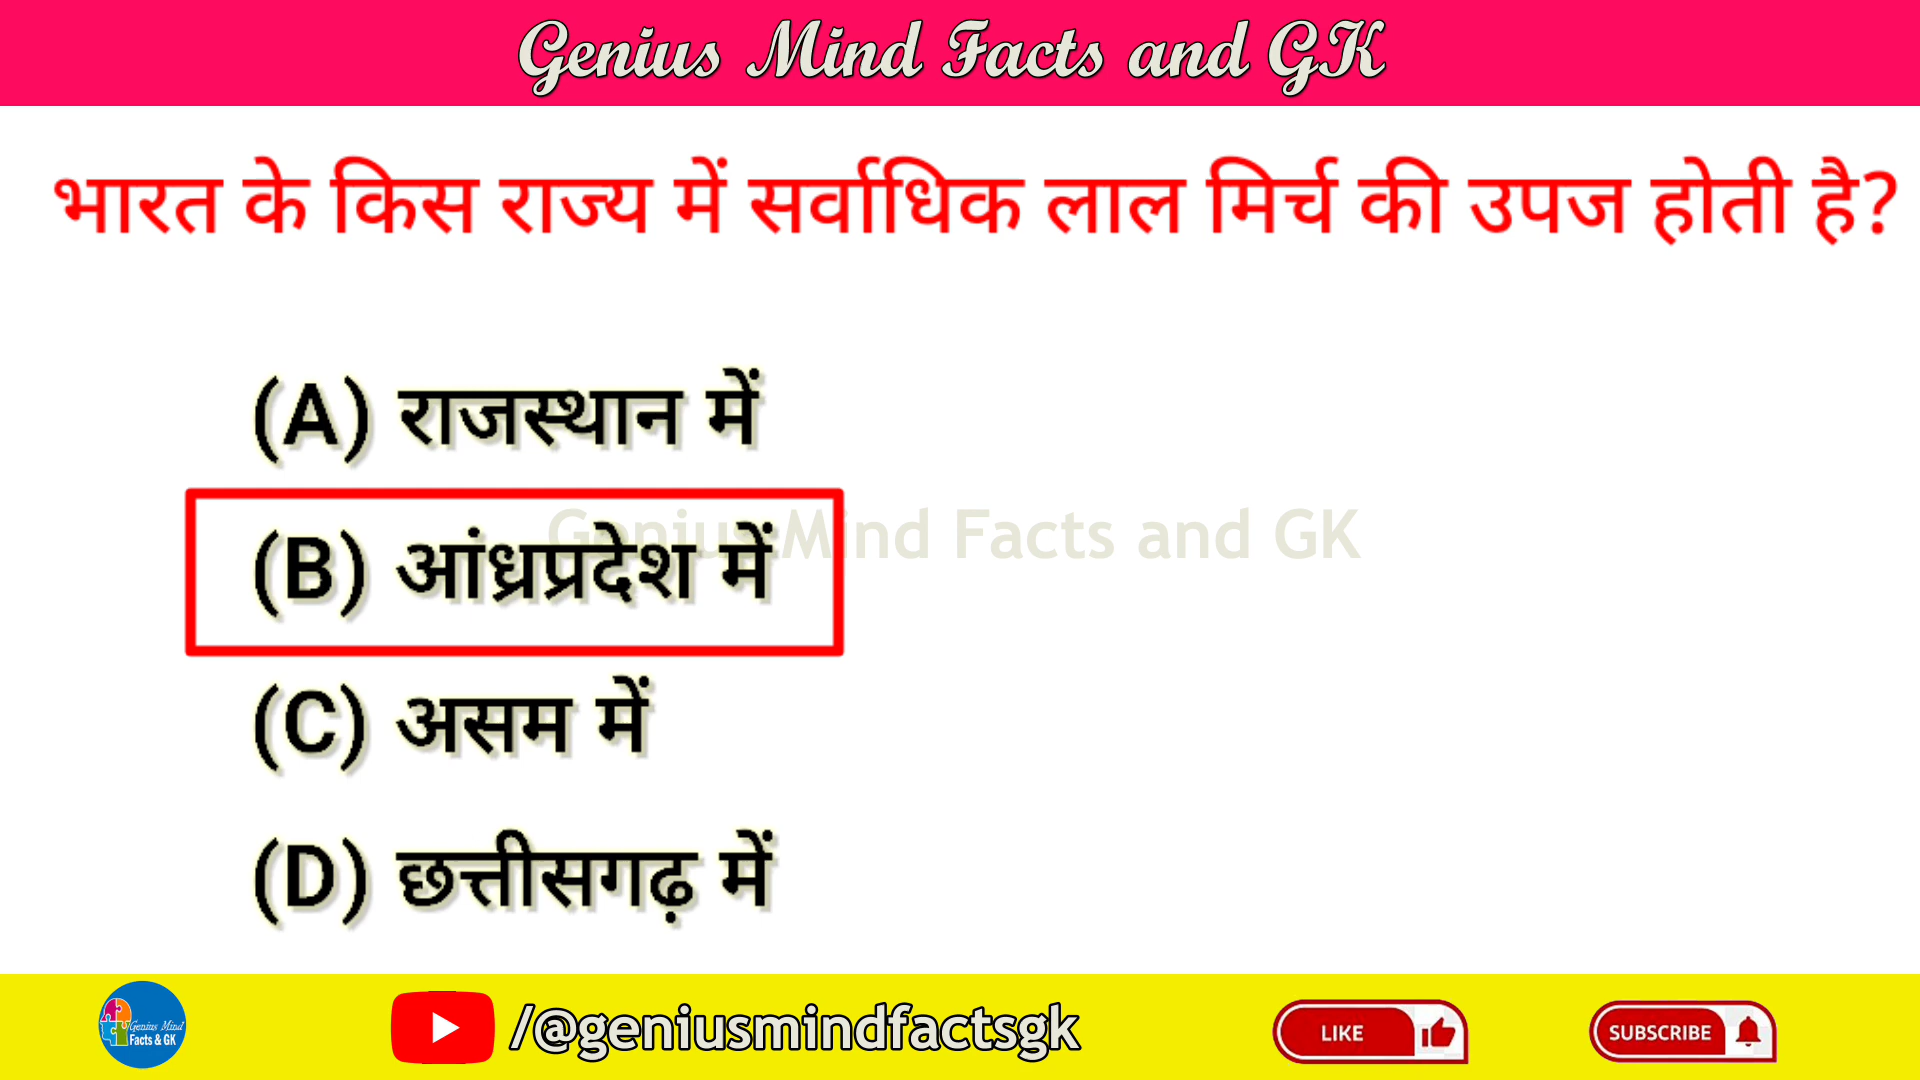 Genius Mind Facts and GK
भारत के किस राज्य में सर्वाधिक लाल मिर्च की उपज होती है?
(A) राजस्थान में
Genius Mind Facts and GK
(B) आंध्रप्रदेश में
(C) असम में
(D) छत्तीसगढ़ में
Genius Mind
Facts & GK
/@geniusmindfactsgk
LIKE
SUBSCRIBE